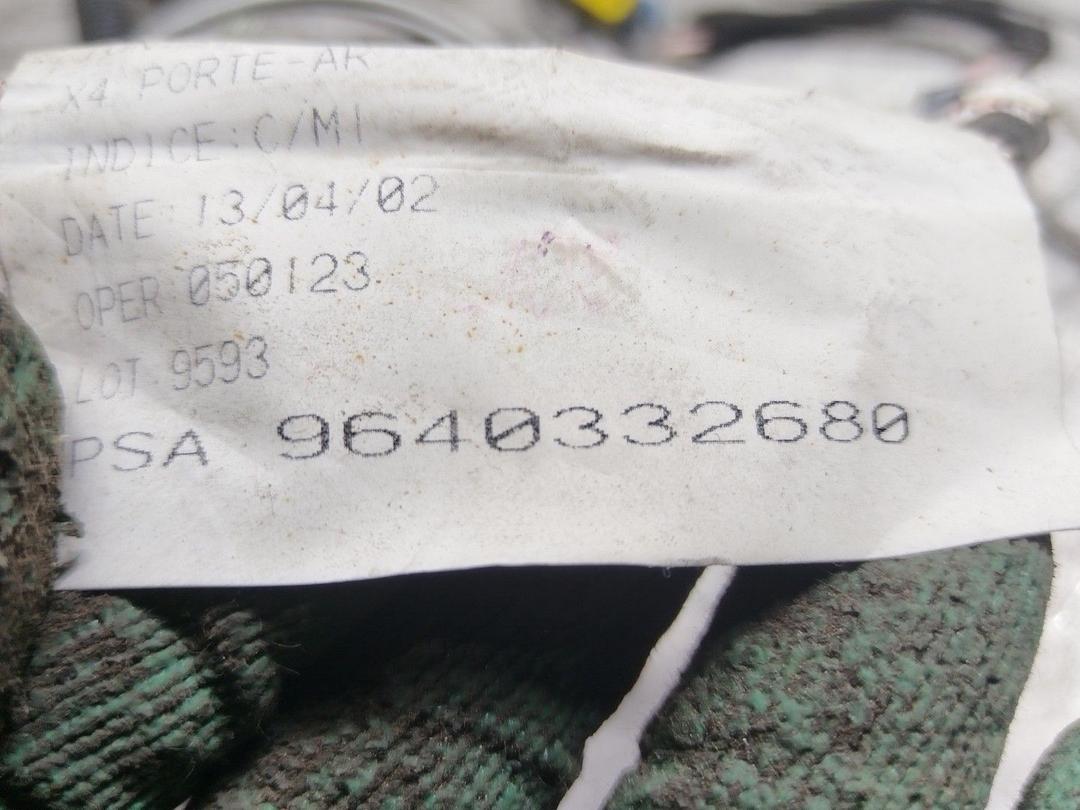 X4 PORTE-AR
INDICE:C/MI
DATE:13/04/02
OPER 050123
LOT 9593
PSA 9640332680